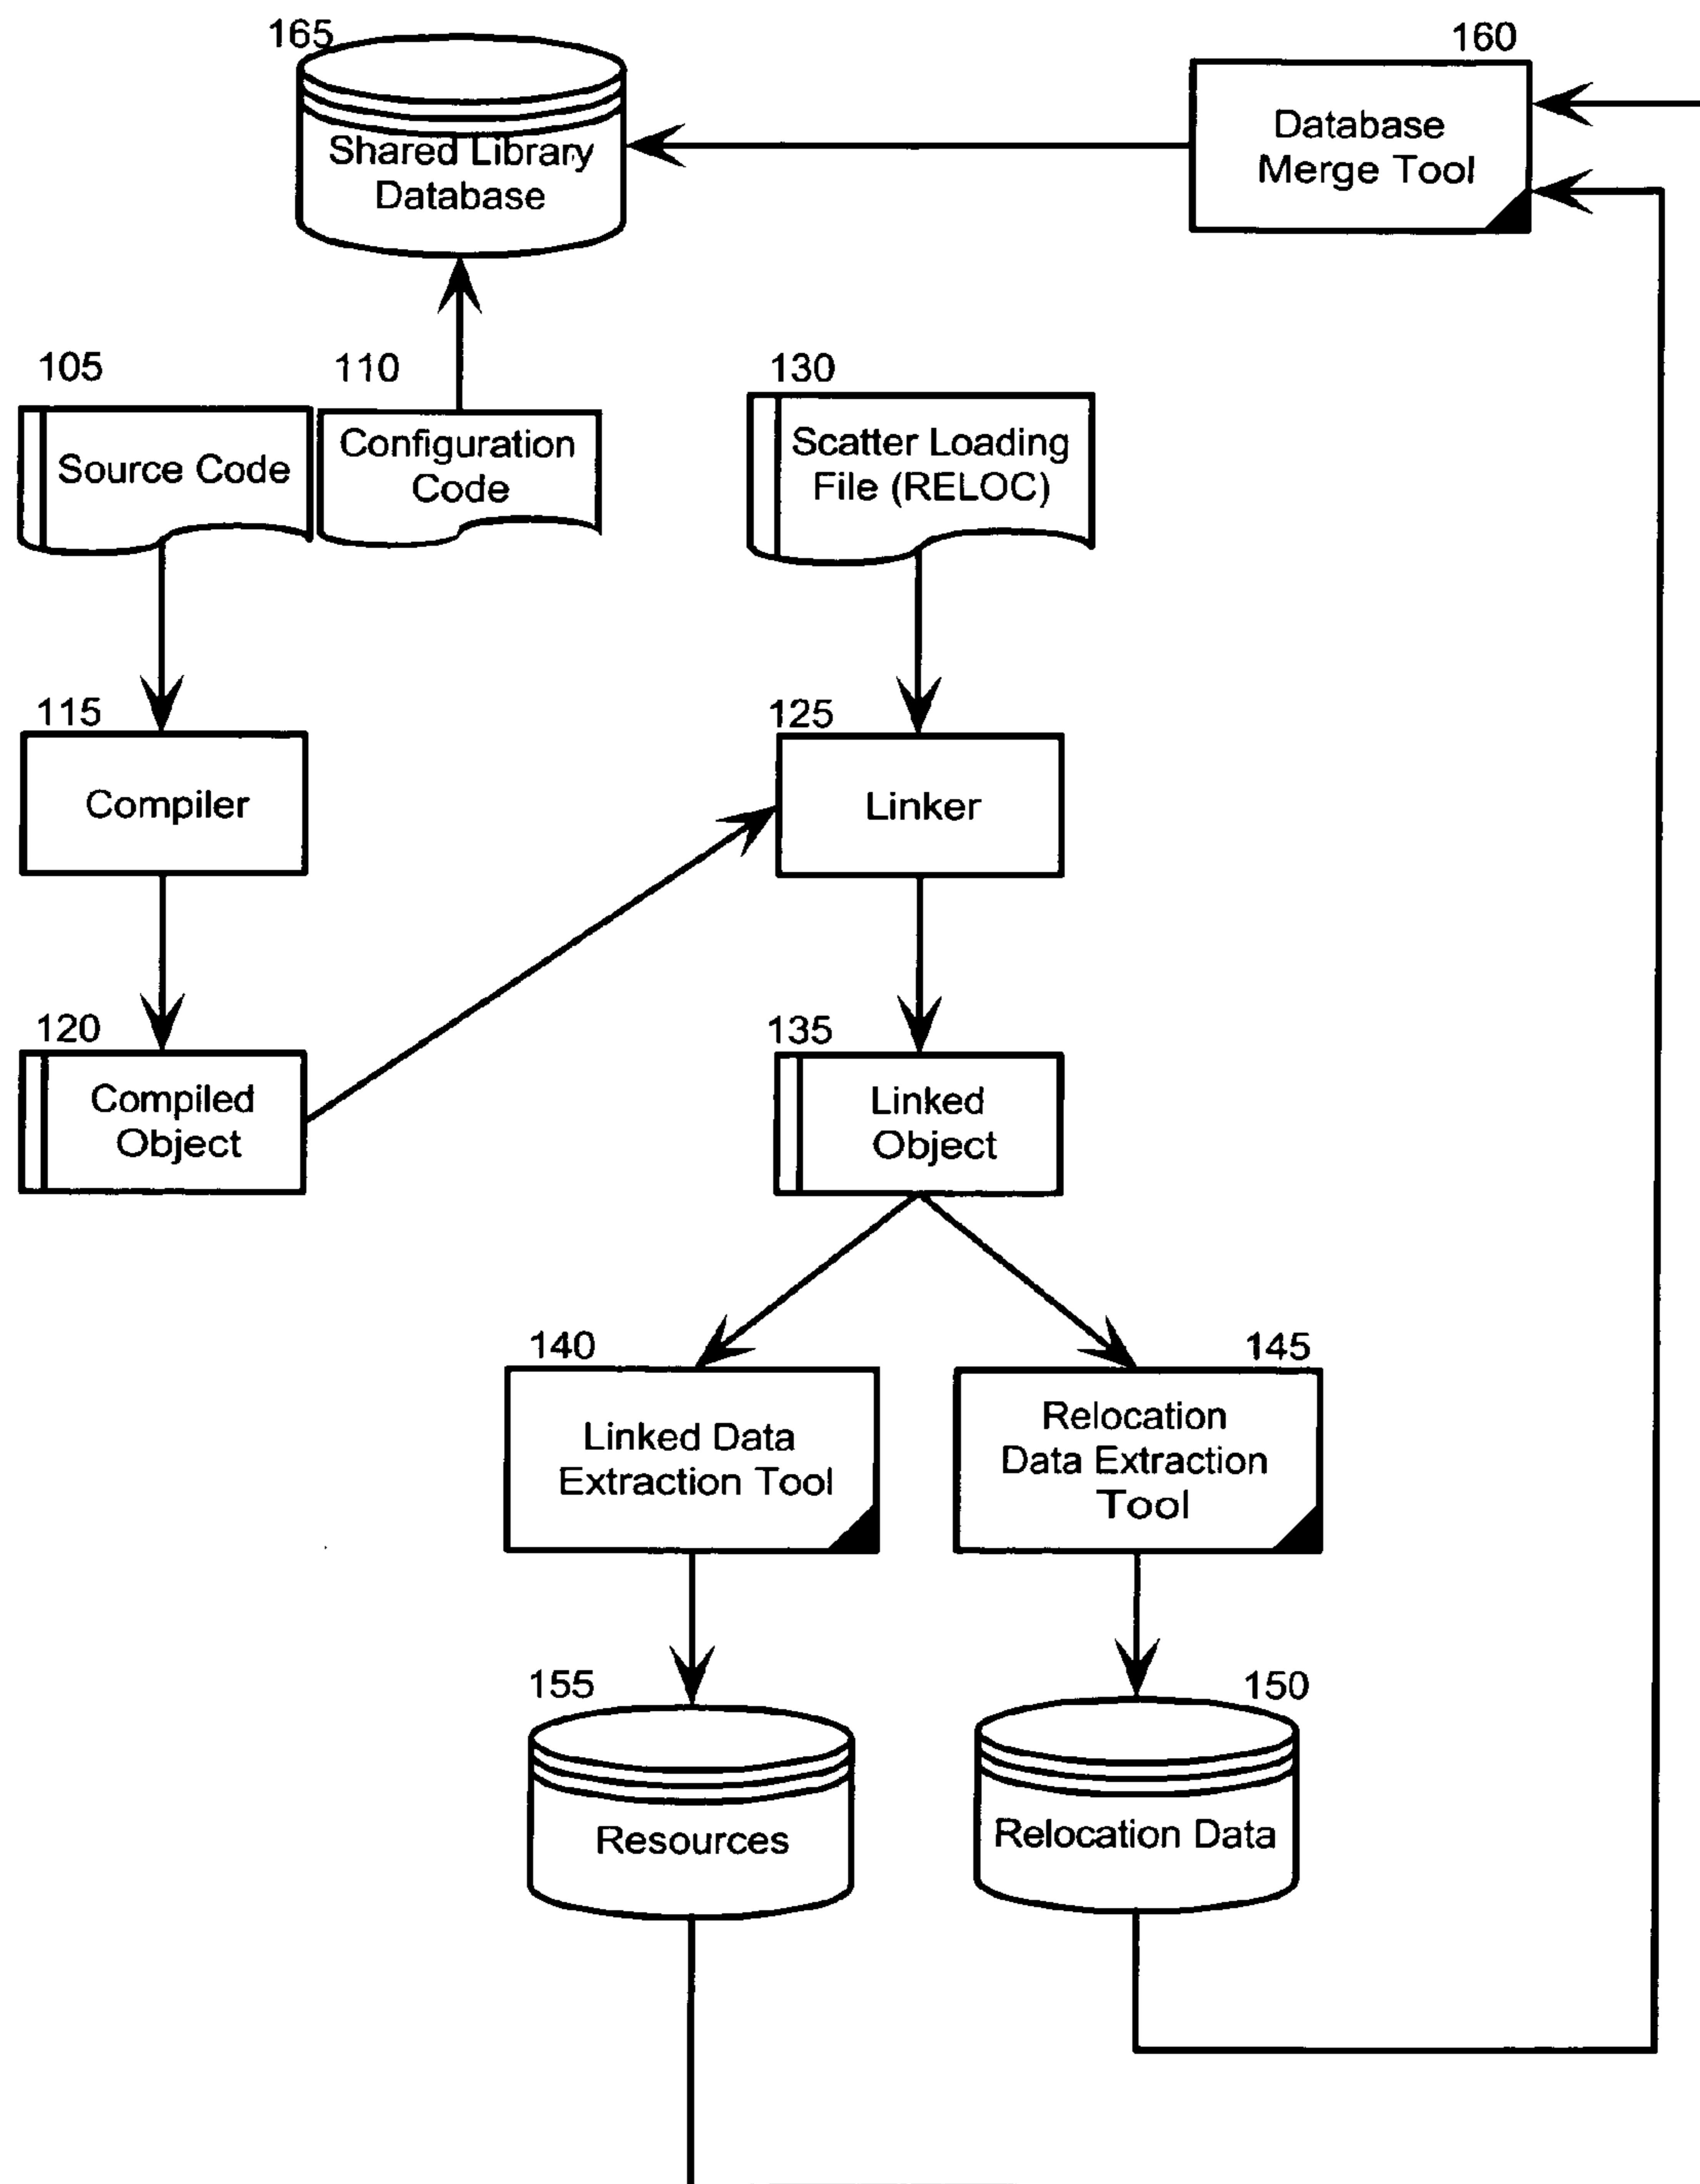 165
Shared Library
Database
160
Database
Merge Tool
105
Source Code
110
Configuration
Code
130
Scatter Loading
File (RELOC)
115
Compiler
125
Linker
120
Compiled
Object
135
Linked
Object
140
Linked Data
Extraction Tool
145
Relocation
Data Extraction
Tool
155
Resources
150
Relocation Data